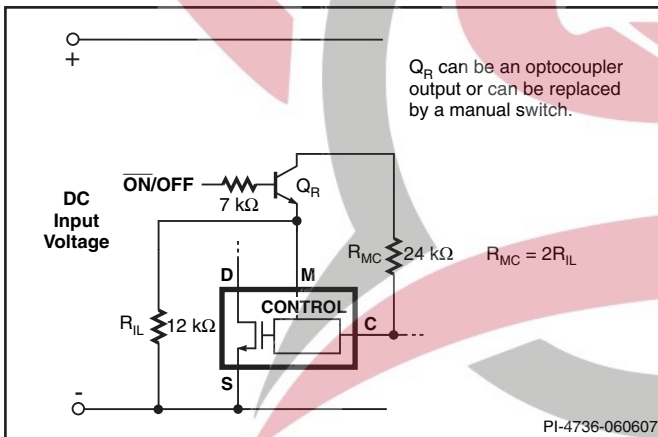 +
Q_R can be an optocoupler
output or can be replaced
by a manual switch.
O̅N̅/OFF
Q_R
7 kΩ
DC
Input
Voltage
R_MC
24 kΩ
R_MC = 2R_IL
D
M
CONTROL
R_IL
12 kΩ
C
S
-
PI-4736-060607